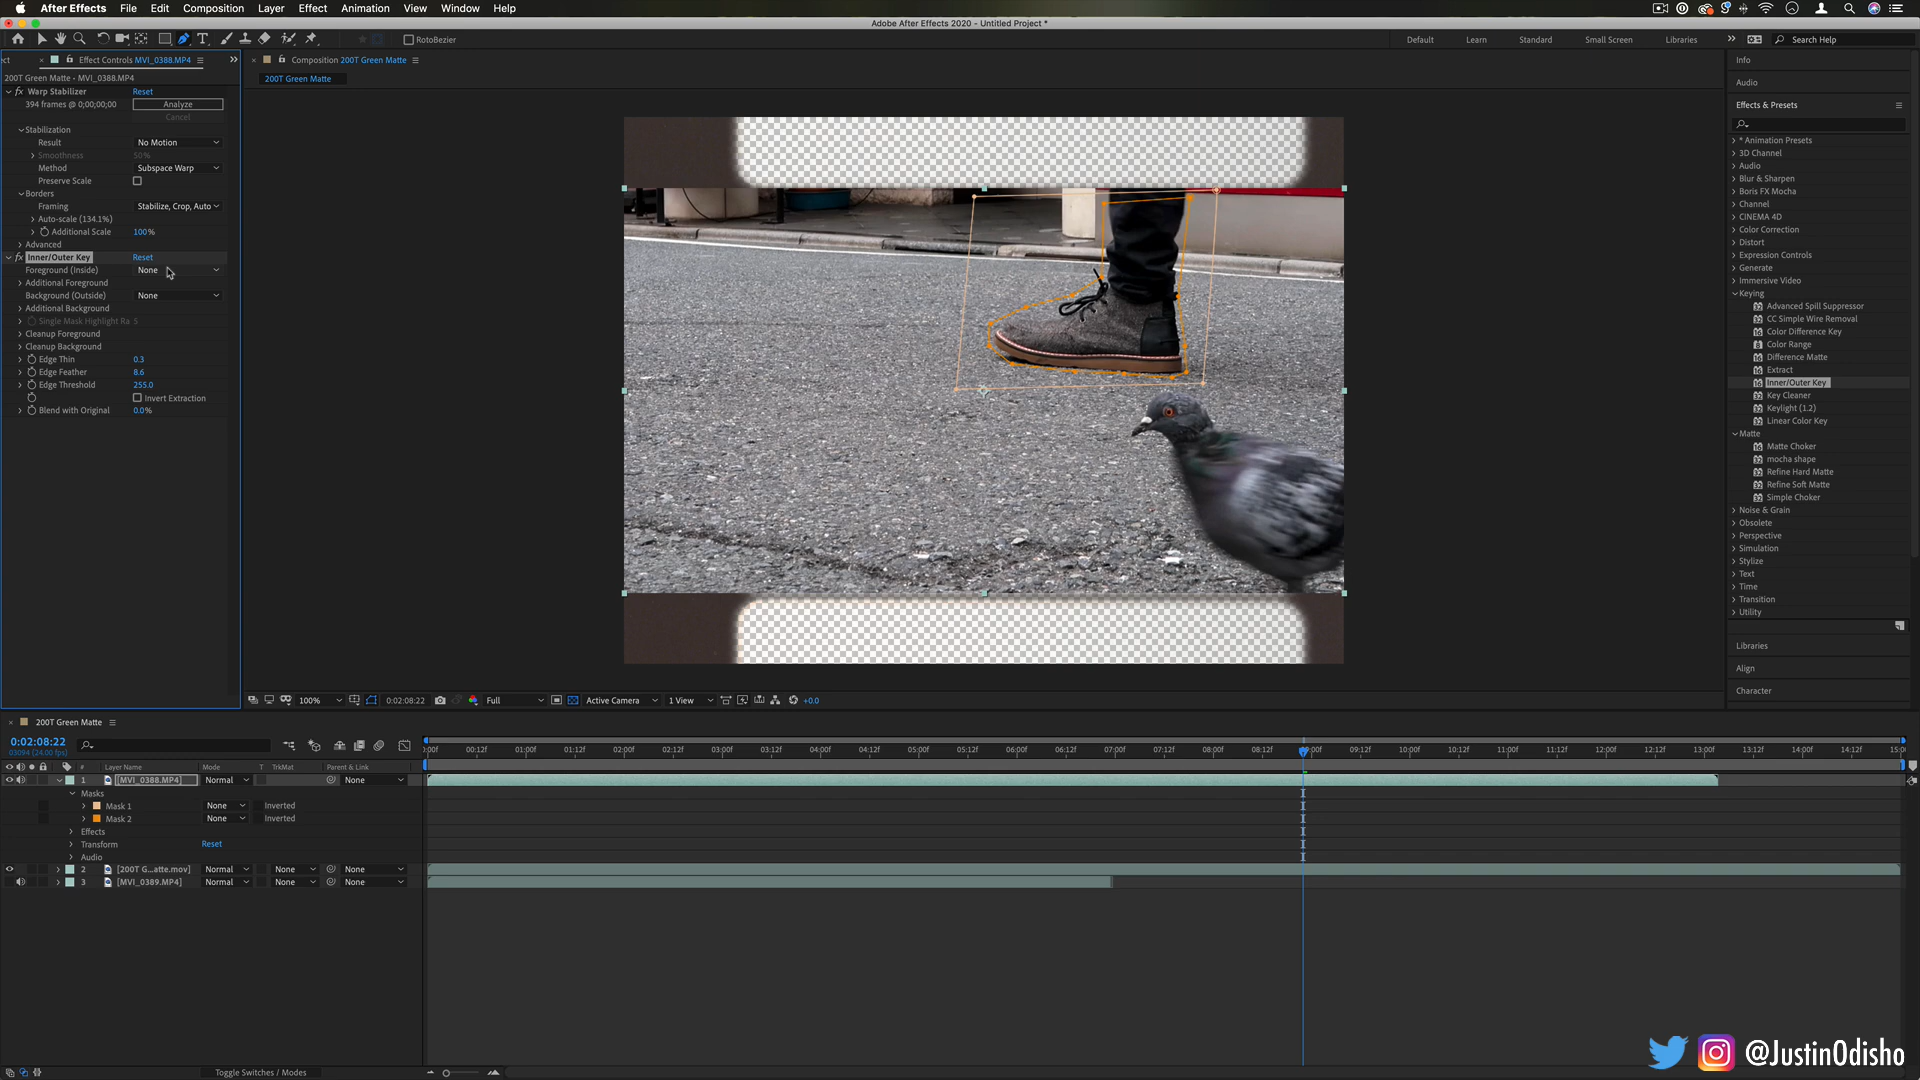 After Effects File Edit Composition Layer Effect Animation View Window Help
Adobe After Effects 2020 - Untitled Project *
RotoBezier
Default Learn Standard Small Screen Libraries Search Help
Effect Controls MVI_0388.MP4
200T Green Matte • MVI_0388.MP4
Warp Stabilizer Reset
394 frames @ 0;00;00;00 Analyze
Cancel
Stabilization
Result No Motion
Smoothness 50%
Method Subspace Warp
Preserve Scale
Borders
Framing Stabilize, Crop, Auto
Auto-scale (134.1%)
Additional Scale 100%
Advanced
Inner/Outer Key Reset
Foreground (Inside) None
Additional Foreground
Background (Outside) None
Additional Background
Single Mask Highlight Ra 5
Cleanup Foreground
Cleanup Background
Edge Thin 0.3
Edge Feather 8.6
Edge Threshold 255.0
Invert Extraction
Blend with Original 0.0%
Composition 200T Green Matte
200T Green Matte
100% 0:02:08:22 Full Active Camera 1 View +0.0
Info
Audio
Effects & Presets
* Animation Presets
3D Channel
Audio
Blur & Sharpen
Boris FX Mocha
Channel
CINEMA 4D
Color Correction
Distort
Expression Controls
Generate
Immersive Video
Keying
Advanced Spill Suppressor
CC Simple Wire Removal
Color Difference Key
Color Range
Difference Matte
Extract
Inner/Outer Key
Key Cleaner
Keylight (1.2)
Linear Color Key
Matte
Matte Choker
mocha shape
Refine Hard Matte
Refine Soft Matte
Simple Choker
Noise & Grain
Obsolete
Perspective
Simulation
Stylize
Text
Time
Transition
Utility
Libraries
Align
Character
200T Green Matte
0:02:08:22
03094 (24.00 fps)
:00f 00:12f 01:00f 01:12f 02:00f 02:12f 03:00f 03:12f 04:00f 04:12f 05:00f 05:12f 06:00f 06:12f 07:00f 07:12f 08:00f 08:12f 09:00f 09:12f 10:00f 10:12f 11:00f 11:12f 12:00f 12:12f 13:00f 13:12f 14:00f 14:12f 15:0
# Layer Name Mode T TrkMat Parent & Link
1 [MVI_0388.MP4] Normal None
Masks
Mask 1 None Inverted
Mask 2 None Inverted
Effects
Transform Reset
Audio
2 [200T G...atte.mov] Normal None None
3 [MVI_0389.MP4] Normal None None
Toggle Switches / Modes
@JustinOdisho